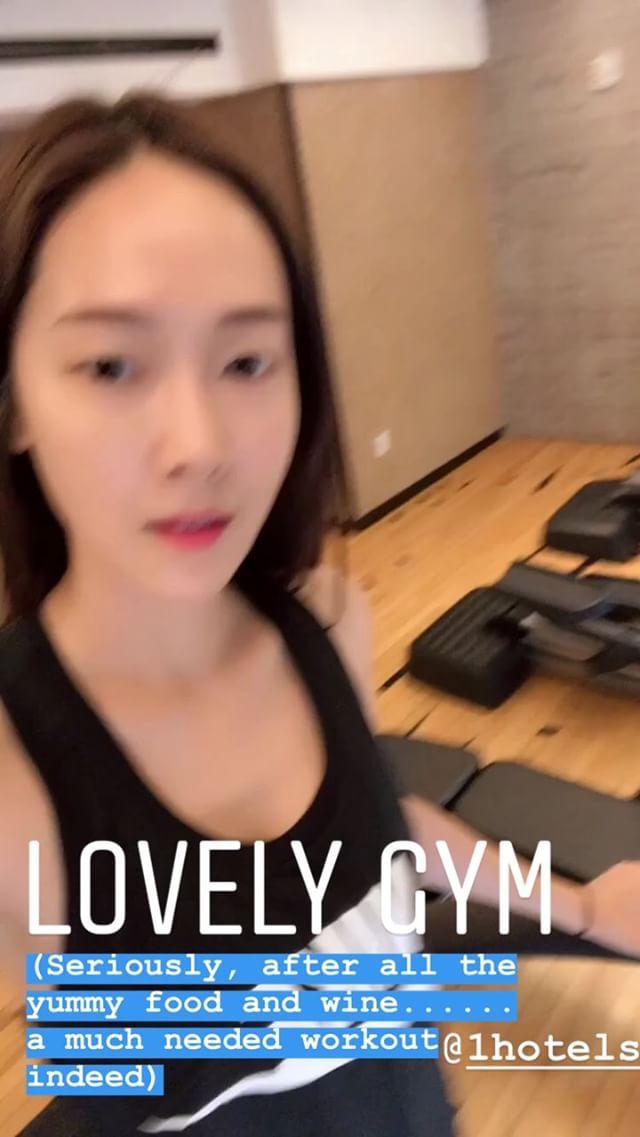 LOVELY GYM
(Seriously, after all the
yummy food and wine......
a much needed workout
indeed)
@1hotels